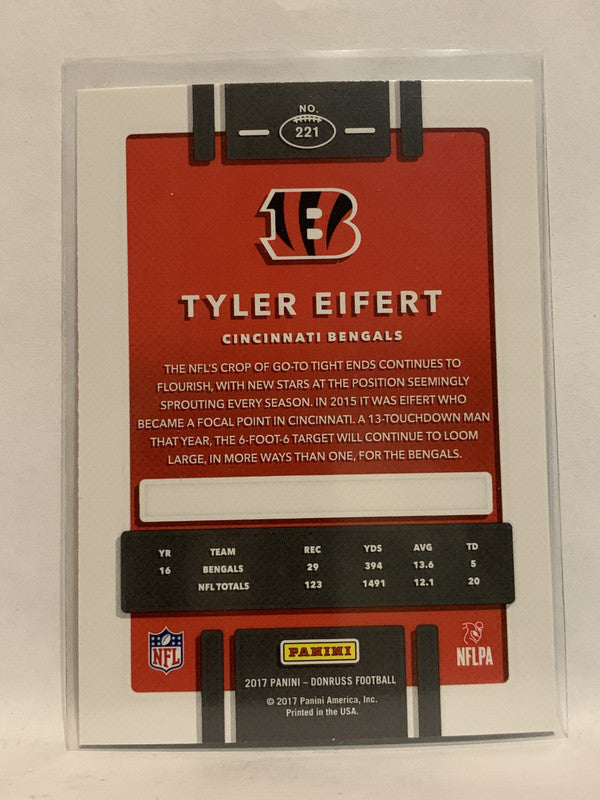 NO.
221
B
TYLER EIFERT
CINCINNATI BENGALS
THE NFL'S CROP OF GO-TO TIGHT ENDS CONTINUES TO
FLOURISH, WITH NEW STARS AT THE POSITION SEEMINGLY
SPROUTING EVERY SEASON. IN 2015 IT WAS EIFERT WHO
BECAME A FOCAL POINT IN CINCINNATI. A 13-TOUCHDOWN MAN
THAT YEAR, THE 6-FOOT-6 TARGET WILL CONTINUE TO LOOM
LARGE, IN MORE WAYS THAN ONE, FOR THE BENGALS.
YR TEAM REC YDS AVG TD
16 BENGALS 29 394 13.6 5
NFL TOTALS 123 1491 12.1 20
NFL
PANINI
NFLPA
2017 PANINI – DONRUSS FOOTBALL
© 2017 Panini America, Inc.
Printed in the USA.